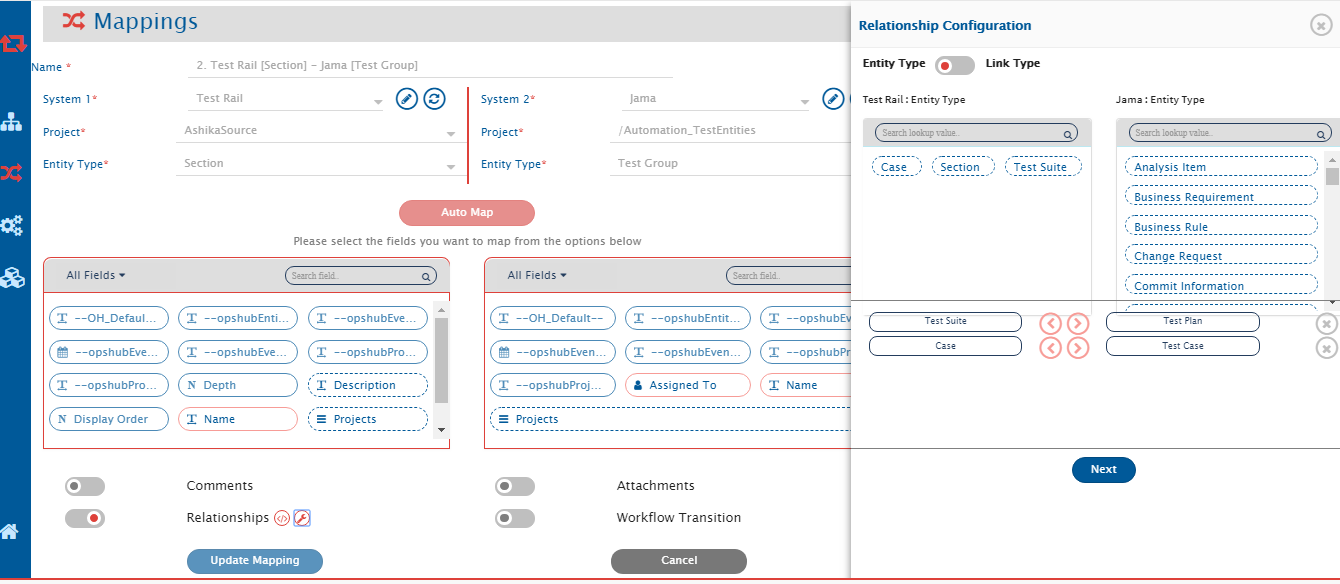 Mappings
Name *
2. Test Rail [Section] – Jama [Test Group]
System 1*
Test Rail
System 2*
Jama
Project*
AshikaSource
Project*
/Automation_TestEntities
Entity Type*
Section
Entity Type*
Test Group
Auto Map
Please select the fields you want to map from the options below
All Fields
Search field..
--OH_Defaul...
--opshubEnti...
--opshubEve...
--opshubEve...
--opshubEve...
--opshubPro...
--opshubPro...
N Depth
Description
N Display Order
Name
Projects
All Fields
Search field..
--OH_Default--
--opshubEntit...
--opshubEv
--opshubEven...
--opshubEven...
--opshubPr
--opshubProj...
Assigned To
Name
Projects
Comments
Attachments
Relationships
Workflow Transition
Update Mapping
Cancel
Relationship Configuration
Entity Type
Link Type
Test Rail : Entity Type
Search lookup value..
Case
Section
Test Suite
Jama : Entity Type
Search lookup value..
Analysis Item
Business Requirement
Business Rule
Change Request
Commit Information
Test Suite
Test Plan
Case
Test Case
Next